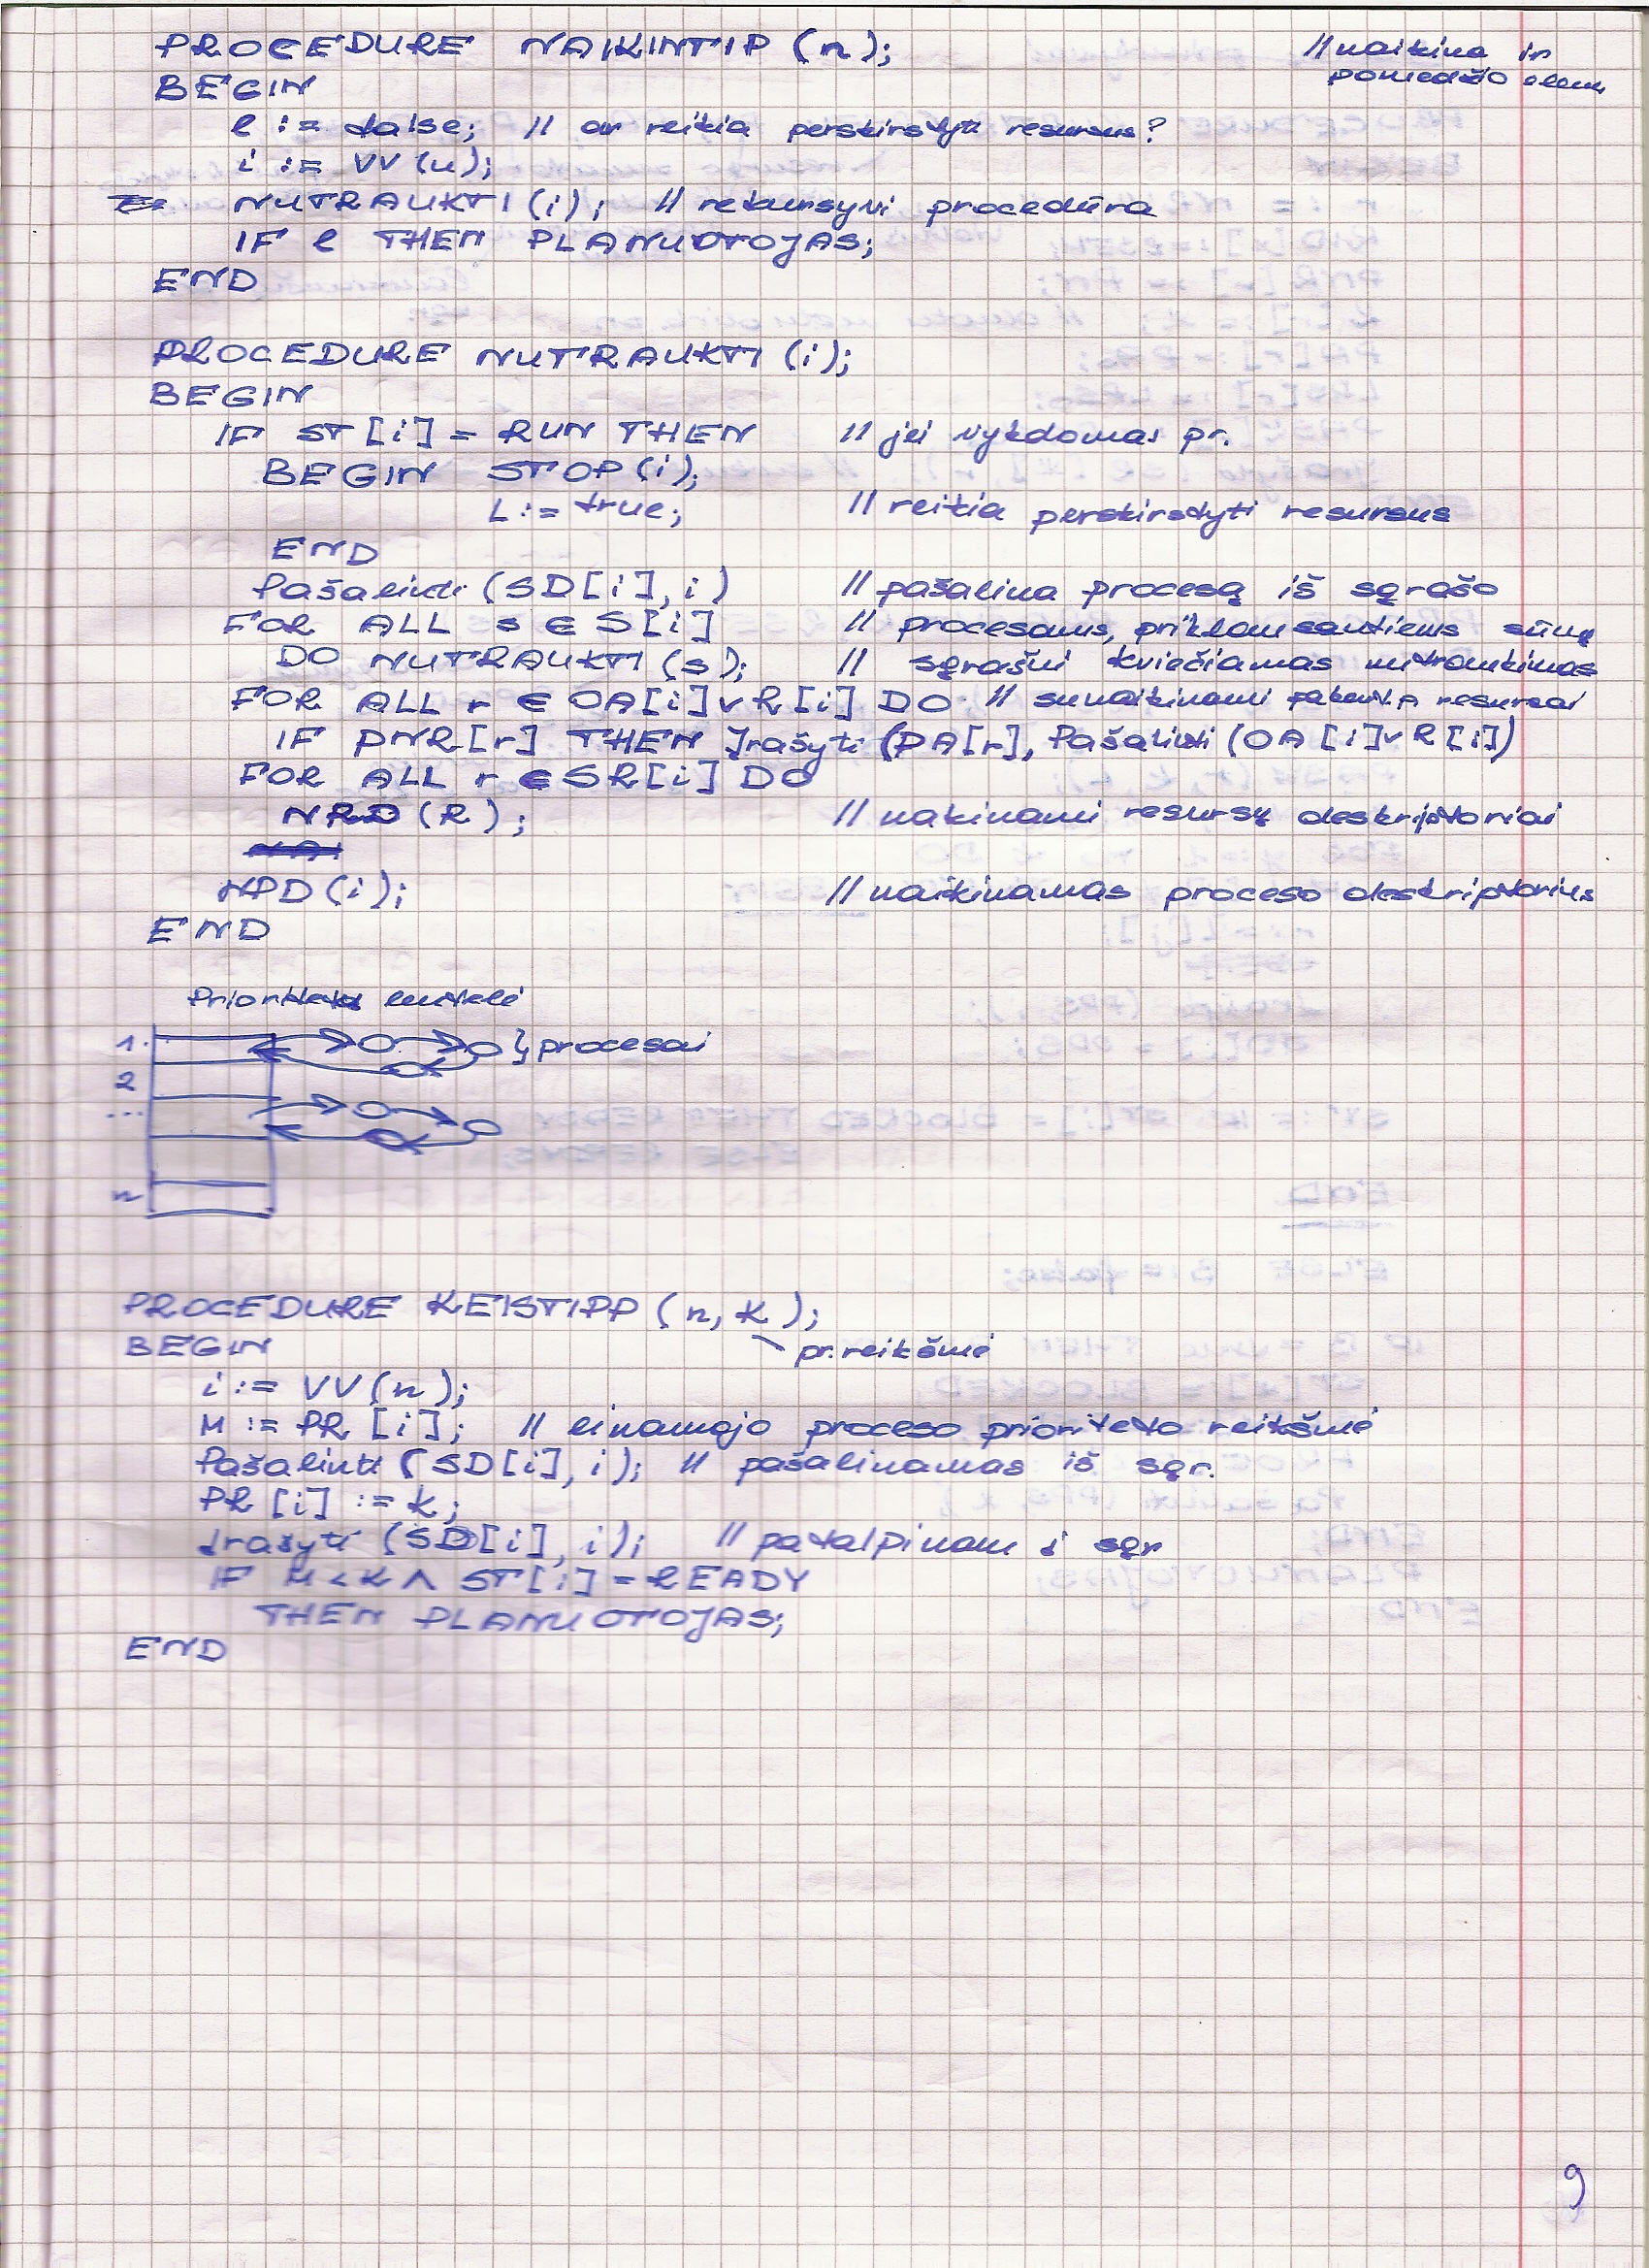 PROCEDURE NAIKINTIP (n); // naikina ir
pomedžio elem.
BEGIN
l := false; // ar reikia perskirstyti resursus?
i := VV(n);
NUTRAUKTI(i); // rekursyvi procedūra
IF l THEN PLANUOTOJAS;
END
PROCEDURE NUTRAUKTI (i);
BEGIN
IF ST[i] = RUN THEN // jei vykdomas pr.
BEGIN STOP(i);
L := true; // reikia perskirstyti resursus
END
Pašalinti (SD[i], i) // pašalina procesą iš sąrašo
FOR ALL s ∈ S[i] // procesams, priklausantiems sūnų
DO NUTRAUKTI (s); // sąrašui kviečiamas nutraukimas
FOR ALL r ∈ OA[i] ∨ R[i] DO // sunaikinami resursai
IF PNR[r] THEN Įrašyti (PA[r], Pašalinti (OA[i] ∨ R[i])
FOR ALL r ∈ SR[i] DO
NRD (R); // nakinami resursų deskriptoriai
NPD (i); // naikinamas proceso deskriptorius
END
Prioritetų lentelė
1. } procesai
2
...
n
PROCEDURE KEISTIPP (n, k);
BEGIN pr. reikšmė
i := VV(n);
M := PR [i]; // einamojo proceso prioriteto reikšmė
Pašalinti (SD[i], i); // pašalinamas iš sąr.
PR [i] := k;
Įrašyti (SD[i], i); // patalpinam į sąr
IF M < K ∧ ST[i] = READY
THEN PLANUOTOJAS;
END
9